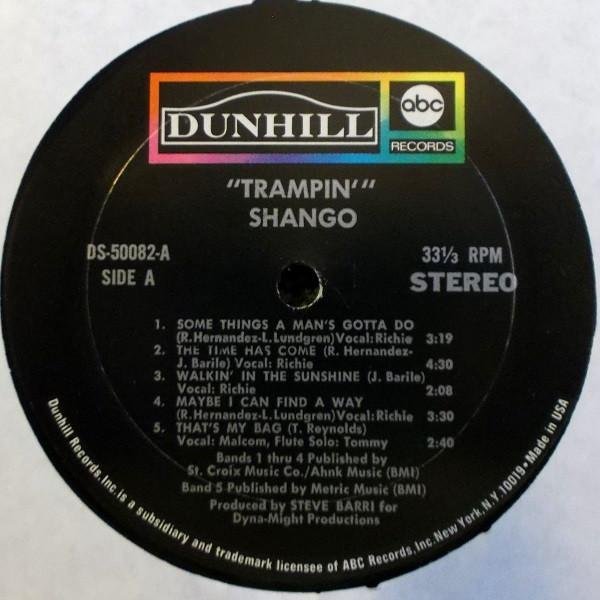 DUNHILL
abc
RECORDS
"TRAMPIN'"
SHANGO
DS-50082-A
SIDE A
33⅓ RPM
STEREO
1. SOME THINGS A MAN'S GOTTA DO
(R.Hernandez-L.Lundgren)Vocal:Richie 3:19
2. THE TIME HAS COME (R. Hernandez-
J. Barile) Vocal: Richie 4:30
3. WALKIN' IN THE SUNSHINE (J. Barile)
Vocal: Richie 2:08
4. MAYBE I CAN FIND A WAY
(R.Hernandez-L.Lundgren)Vocal:Richie 3:30
5. THAT'S MY BAG (T. Reynolds)
Vocal: Malcom, Flute Solo: Tommy 2:40
Bands 1 thru 4 Published by
St. Croix Music Co./Ahnk Music (BMI)
Band 5 Published by Metric Music (BMI)
Produced by STEVE BARRI for
Dyna-Might Productions
Dunhill Records,Inc.is a subsidiary and trademark licensee of ABC Records,Inc.New York,N.Y.10019•Made in USA